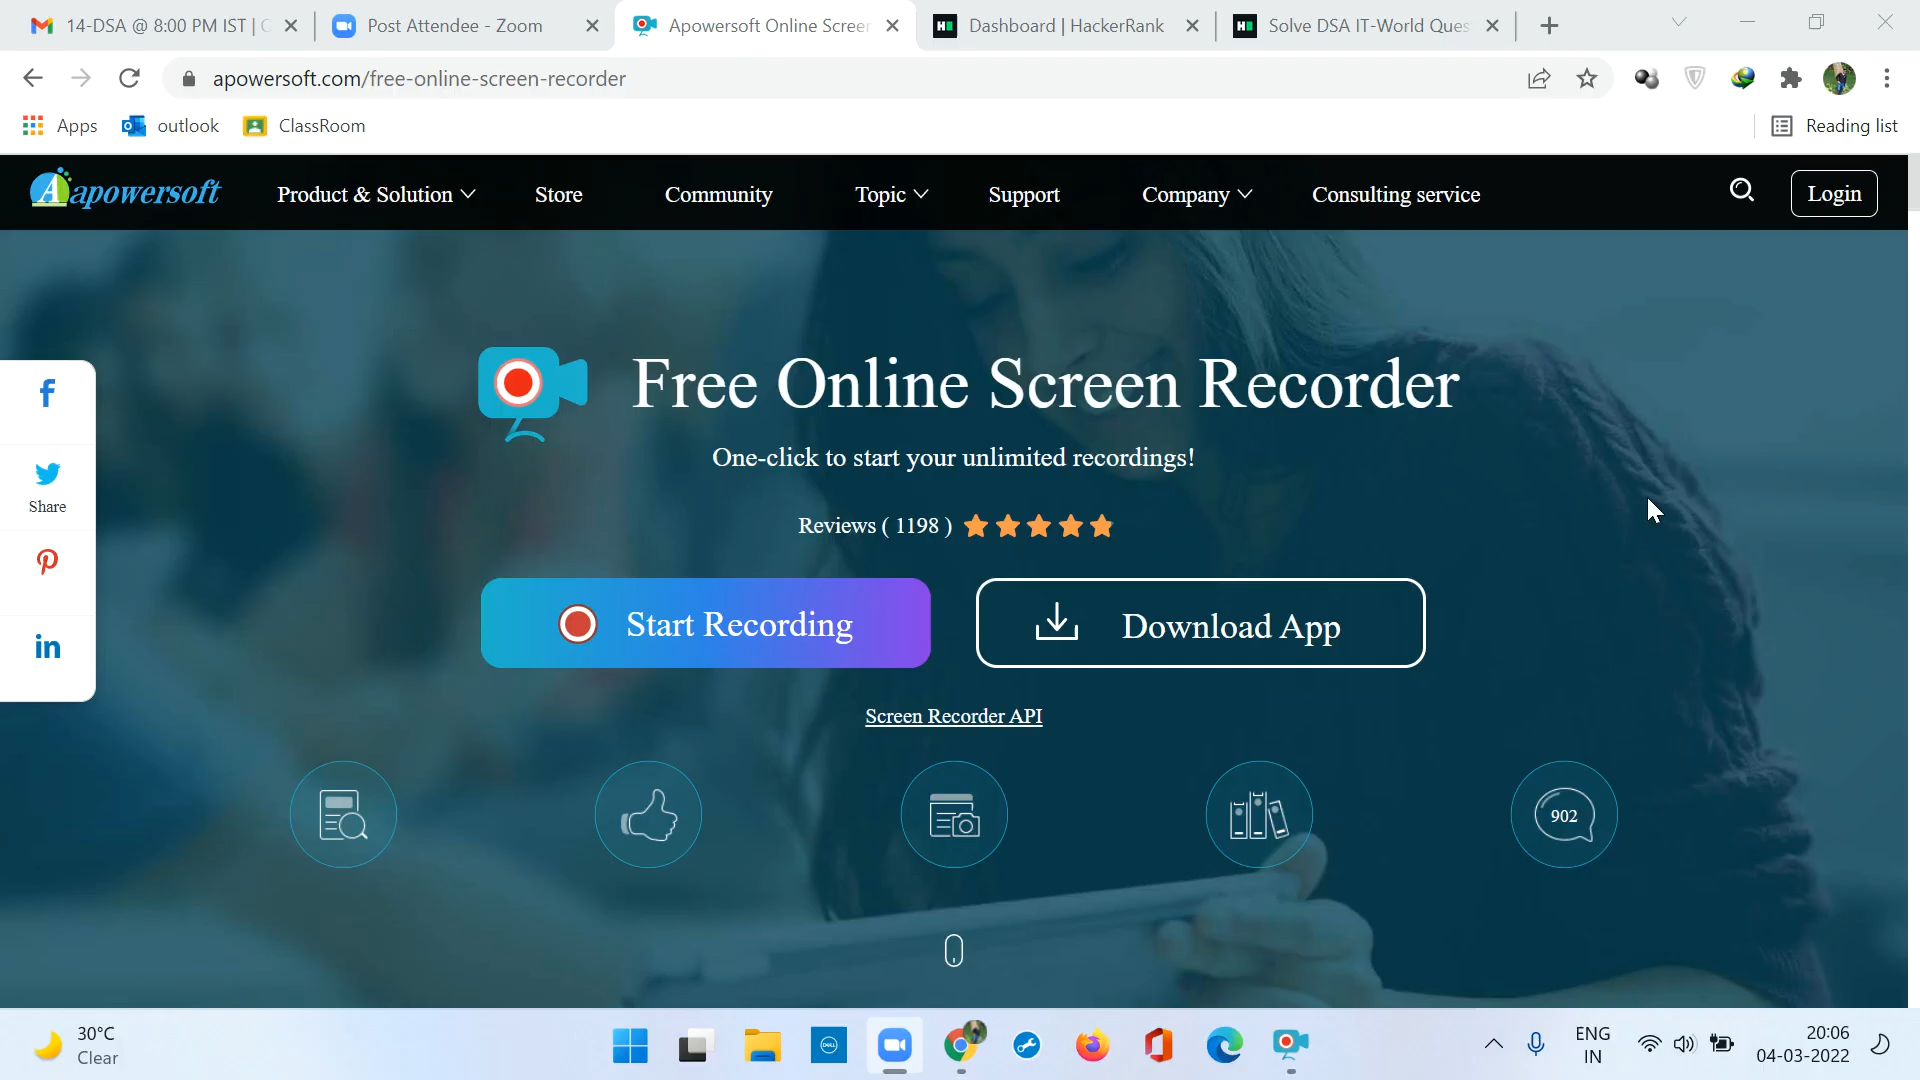 14-DSA @ 8:00 PM IST |
Post Attendee - Zoom
Apowersoft Online Screen
Dashboard | HackerRank
Solve DSA IT-World Ques
apowersoft.com/free-online-screen-recorder
Apps
outlook
ClassRoom
Reading list
apowersoft
Product & Solution
Store
Community
Topic
Support
Company
Consulting service
Login
Free Online Screen Recorder
One-click to start your unlimited recordings!
Reviews ( 1198 )
Share
Start Recording
Download App
Screen Recorder API
902
30°C
Clear
DELL
ENG
IN
20:06
04-03-2022